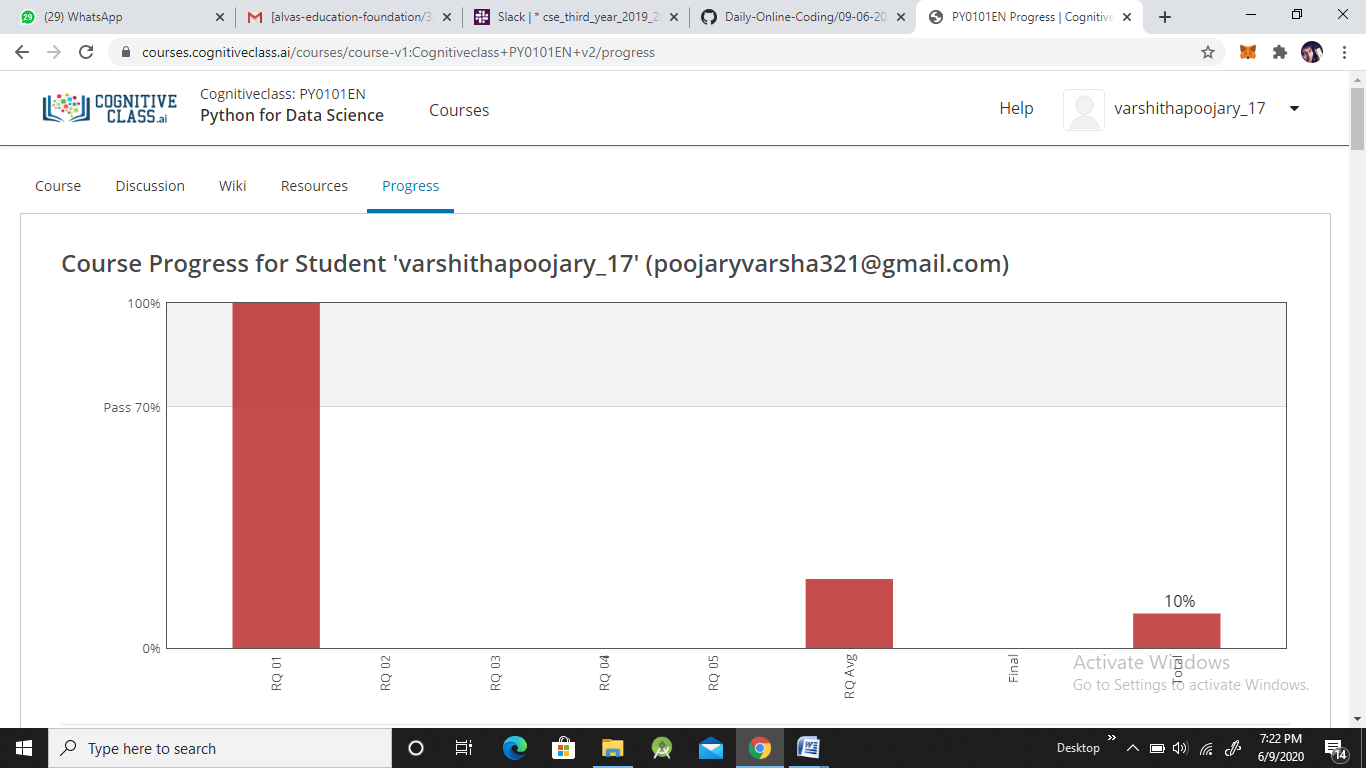 (29) WhatsApp
[alvas-education-foundation/3
Slack | * cse_third_year_2019_2
Daily-Online-Coding/09-06-20
PY0101EN Progress | Cognitive
courses.cognitiveclass.ai/courses/course-v1:Cognitiveclass+PY0101EN+v2/progress
COGNITIVE
CLASS.ai
Cognitiveclass: PY0101EN
Python for Data Science
Courses
Help
varshithapoojary_17
Course
Discussion
Wiki
Resources
Progress
Course Progress for Student 'varshithapoojary_17' (poojaryvarsha321@gmail.com)
100%
Pass 70%
0%
10%
RQ 01
RQ 02
RQ 03
RQ 04
RQ 05
RQ Avg
Final
Total
Activate Windows
Go to Settings to activate Windows.
Type here to search
Desktop
7:22 PM
6/9/2020
14